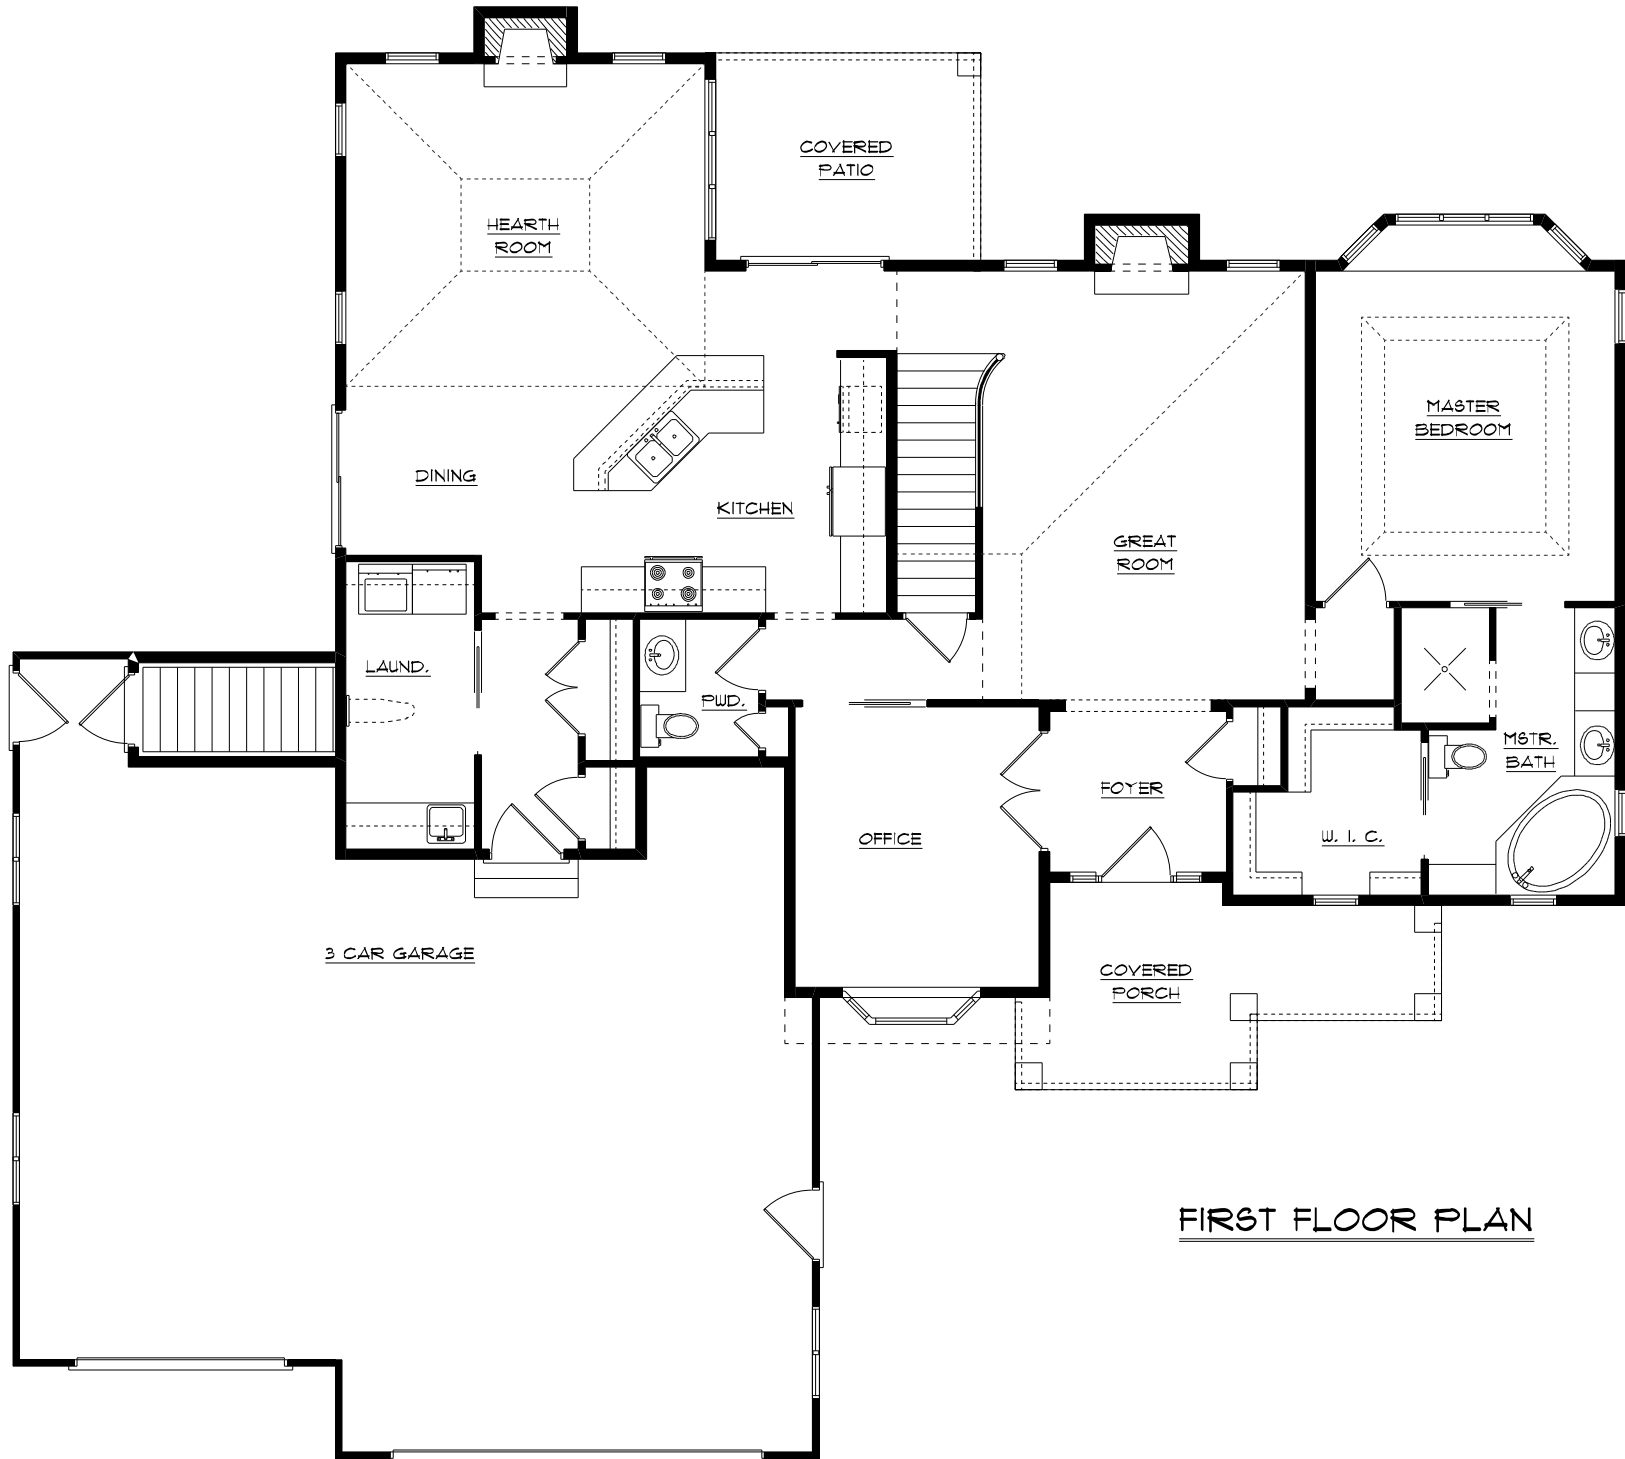 COVERED
PATIO
HEARTH
ROOM
MASTER
BEDROOM
DINING
KITCHEN
GREAT
ROOM
LAUND.
PWD.
MSTR.
BATH
FOYER
OFFICE
W. I. C.
3 CAR GARAGE
COVERED
PORCH
FIRST FLOOR PLAN